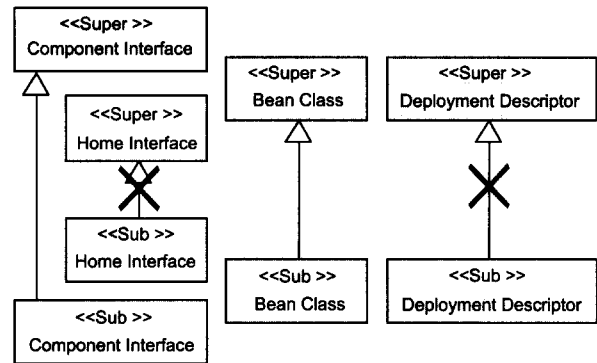 <<Super >>
Component Interface
<<Super >>
Home Interface
<<Sub >>
Home Interface
<<Sub >>
Component Interface
<<Super >>
Bean Class
<<Sub >>
Bean Class
<<Super >>
Deployment Descriptor
<<Sub >>
Deployment Descriptor